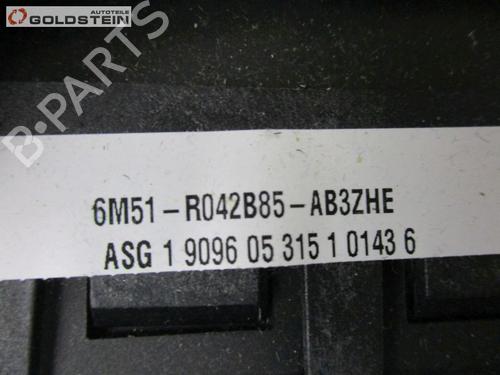 AUTOTEILE
GOLDSTEIN
B-PARTS
6M51-R042B85-AB3ZHE
ASG 1 9096 05 315 1 0143 6